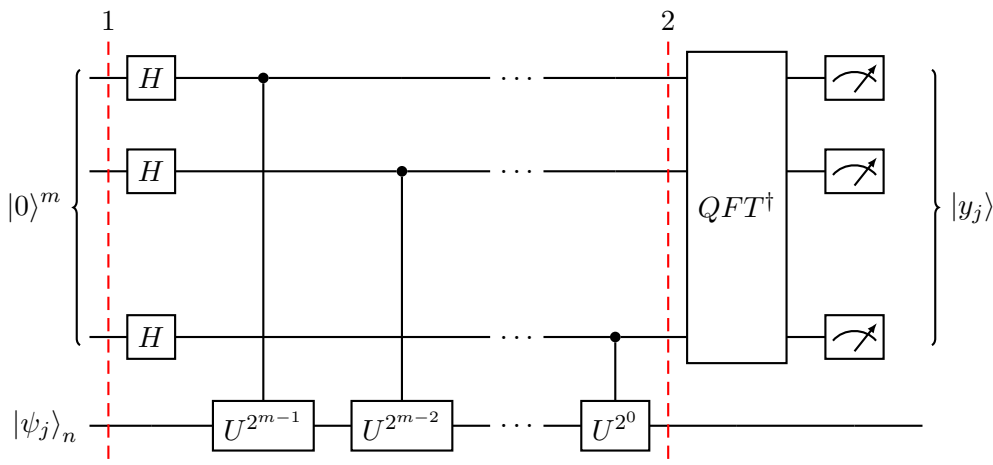 1 2
H ···
|0⟩^m H ··· QFT† |y_j⟩
H ···
|ψ_j⟩_n U^{2^{m−1}} U^{2^{m−2}} ··· U^{2^0}